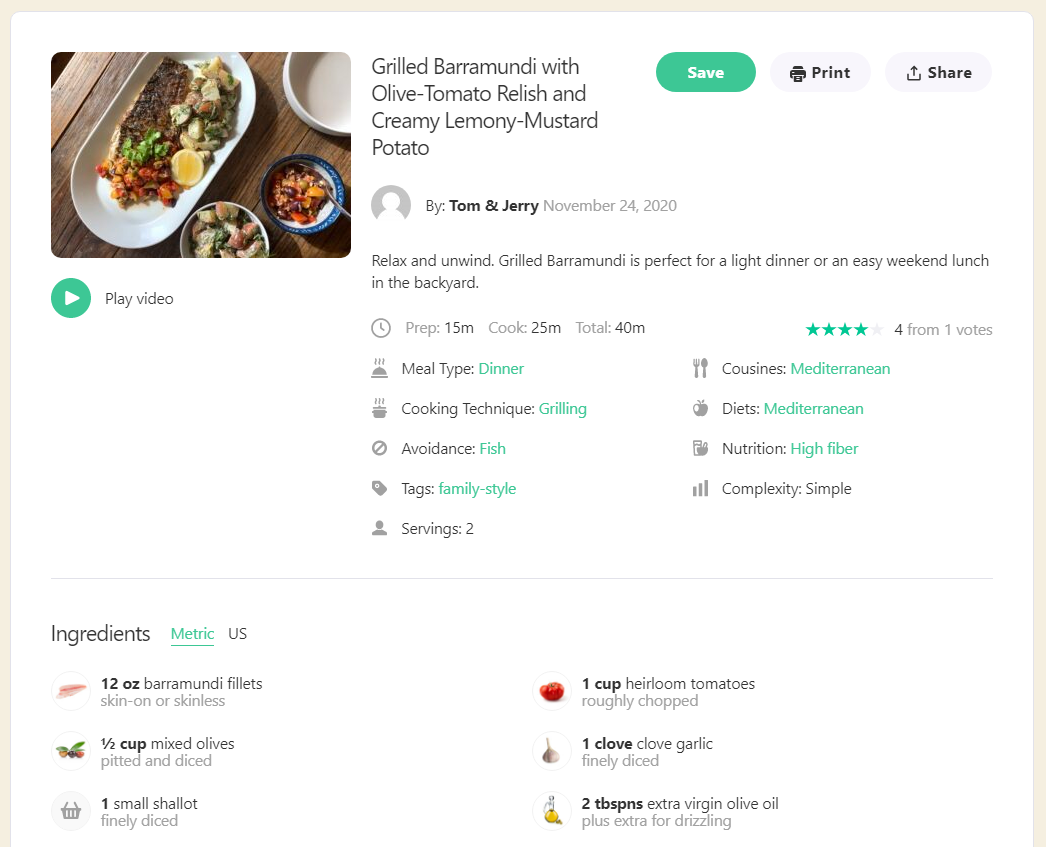 Grilled Barramundi with
Olive-Tomato Relish and
Creamy Lemony-Mustard
Potato
Save
Print
Share
By: Tom & Jerry November 24, 2020
Relax and unwind. Grilled Barramundi is perfect for a light dinner or an easy weekend lunch
in the backyard.
Play video
Prep: 15m Cook: 25m Total: 40m
4 from 1 votes
Meal Type: Dinner
Cousines: Mediterranean
Cooking Technique: Grilling
Diets: Mediterranean
Avoidance: Fish
Nutrition: High fiber
Tags: family-style
Complexity: Simple
Servings: 2
Ingredients Metric US
12 oz barramundi fillets
skin-on or skinless
1 cup heirloom tomatoes
roughly chopped
½ cup mixed olives
pitted and diced
1 clove clove garlic
finely diced
1 small shallot
finely diced
2 tbspns extra virgin olive oil
plus extra for drizzling